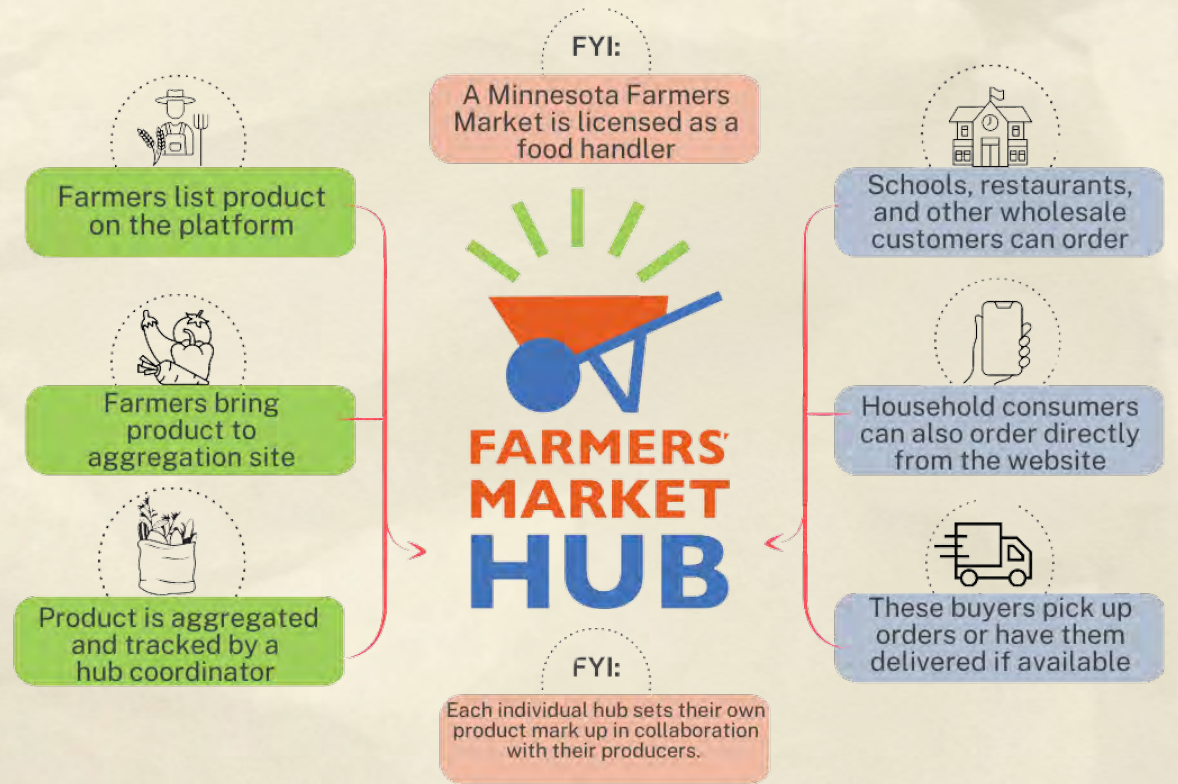 FYI:
A Minnesota Farmers
Market is licensed as a
food handler
Farmers list product
on the platform
Farmers bring
product to
aggregation site
Product is aggregated
and tracked by a
hub coordinator
FARMERS'
MARKET
HUB
Schools, restaurants,
and other wholesale
customers can order
Household consumers
can also order directly
from the website
These buyers pick up
orders or have them
delivered if available
FYI:
Each individual hub sets their own
product mark up in collaboration
with their producers.